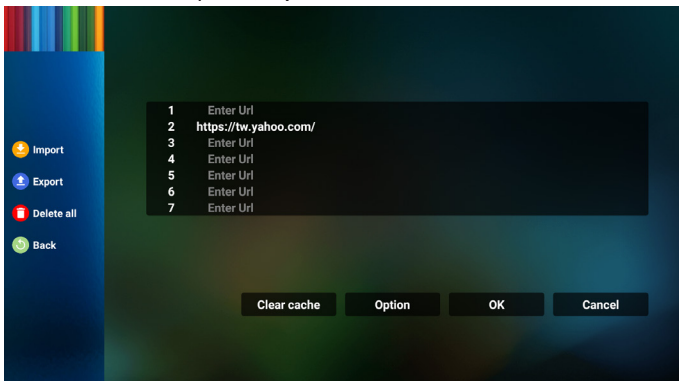 1 Enter Url
2 https://tw.yahoo.com/
3 Enter Url
4 Enter Url
5 Enter Url
6 Enter Url
7 Enter Url
Import
Export
Delete all
Back
Clear cache Option OK Cancel